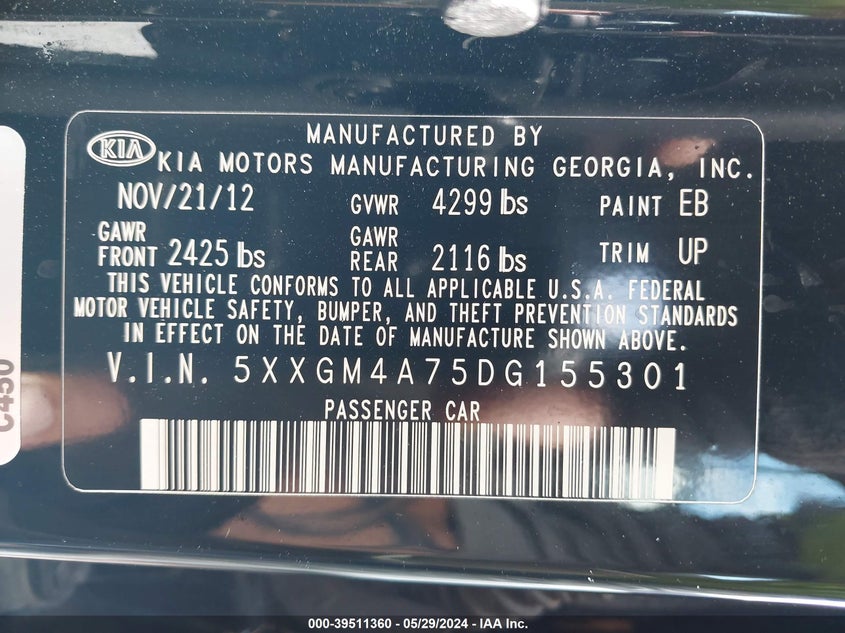 MANUFACTURED BY
KIA KIA MOTORS MANUFACTURING GEORGIA, INC.
NOV/21/12 GVWR 4299 lbs PAINT EB
GAWR FRONT 2425 lbs GAWR REAR 2116 lbs TRIM UP
THIS VEHICLE CONFORMS TO ALL APPLICABLE U.S.A. FEDERAL
MOTOR VEHICLE SAFETY, BUMPER, AND THEFT PREVENTION STANDARDS
IN EFFECT ON THE DATE OF MANUFACTURE SHOWN ABOVE.
V.I.N. 5XXGM4A75DG155301
PASSENGER CAR
C450
000-39511360 - 05/29/2024 - IAA Inc.